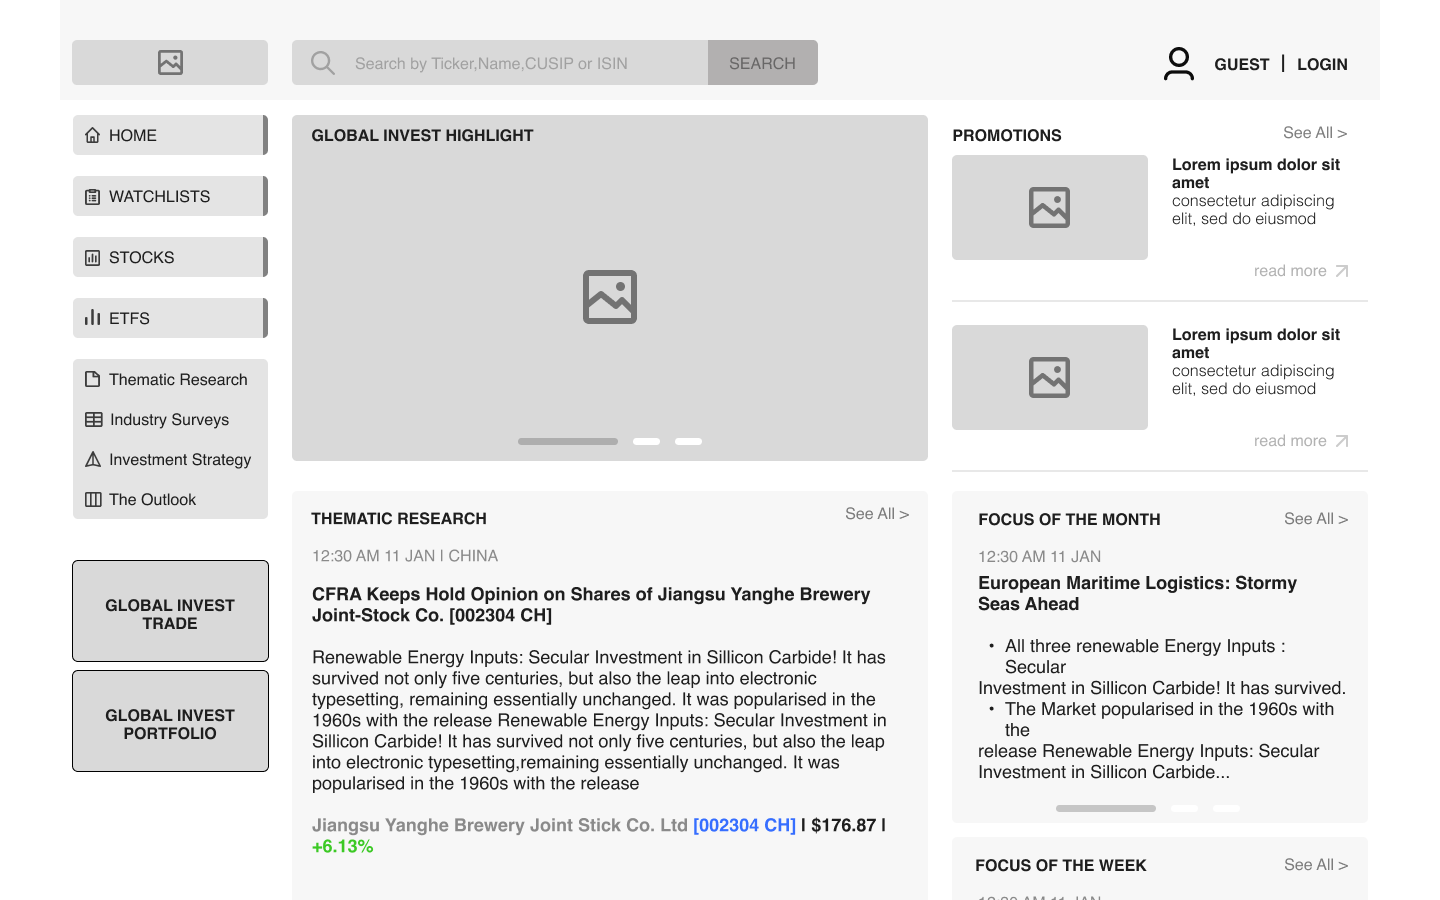 Search by Ticker,Name,CUSIP or ISIN
SEARCH
GUEST | LOGIN
HOME
WATCHLISTS
STOCKS
ETFS
Thematic Research
Industry Surveys
Investment Strategy
The Outlook
GLOBAL INVEST
TRADE
GLOBAL INVEST
PORTFOLIO
GLOBAL INVEST HIGHLIGHT
PROMOTIONS
See All >
Lorem ipsum dolor sit
amet
consectetur adipiscing
elit, sed do eiusmod
read more
Lorem ipsum dolor sit
amet
consectetur adipiscing
elit, sed do eiusmod
read more
THEMATIC RESEARCH
See All >
12:30 AM 11 JAN | CHINA
CFRA Keeps Hold Opinion on Shares of Jiangsu Yanghe Brewery
Joint-Stock Co. [002304 CH]
Renewable Energy Inputs: Secular Investment in Sillicon Carbide! It has
survived not only five centuries, but also the leap into electronic
typesetting, remaining essentially unchanged. It was popularised in the
1960s with the release Renewable Energy Inputs: Secular Investment in
Sillicon Carbide! It has survived not only five centuries, but also the leap
into electronic typesetting,remaining essentially unchanged. It was
popularised in the 1960s with the release
Jiangsu Yanghe Brewery Joint Stick Co. Ltd [002304 CH] | $176.87 |
+6.13%
FOCUS OF THE MONTH
See All >
12:30 AM 11 JAN
European Maritime Logistics: Stormy
Seas Ahead
• All three renewable Energy Inputs :
Secular
Investment in Sillicon Carbide! It has survived.
• The Market popularised in the 1960s with
the
release Renewable Energy Inputs: Secular
Investment in Sillicon Carbide...
FOCUS OF THE WEEK
See All >
12:30 AM 11 JAN